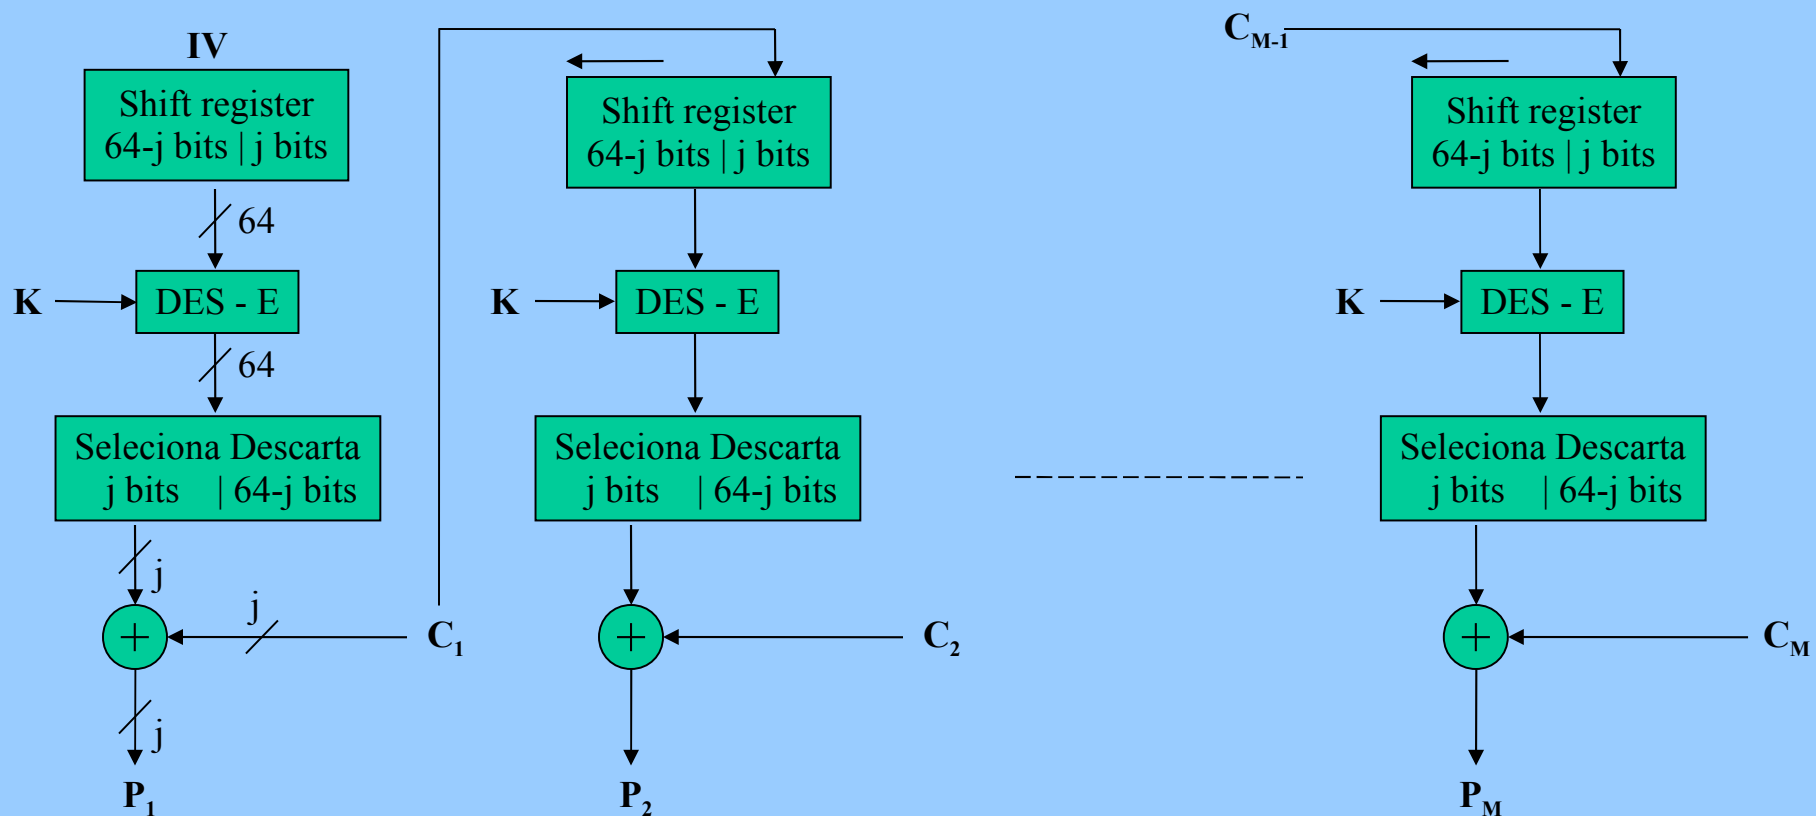 IV
Shift register
64-j bits | j bits
64
K
DES - E
64
Seleciona Descarta
j bits | 64-j bits
j
j
C1
j
P1
Shift register
64-j bits | j bits
K
DES - E
Seleciona Descarta
j bits | 64-j bits
C2
P2
CM-1
Shift register
64-j bits | j bits
K
DES - E
Seleciona Descarta
j bits | 64-j bits
CM
PM